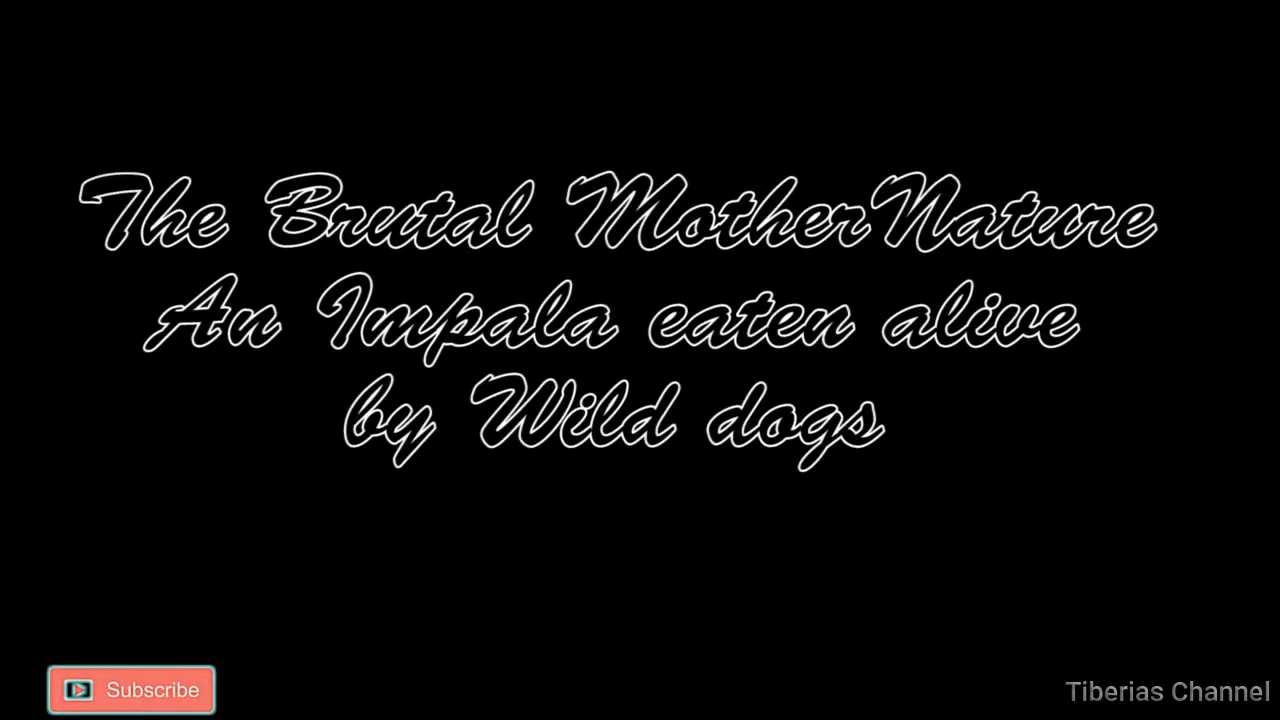 The Brutal MotherNature
An Impala eaten alive
by Wild dogs
Subscribe
Tiberias Channel